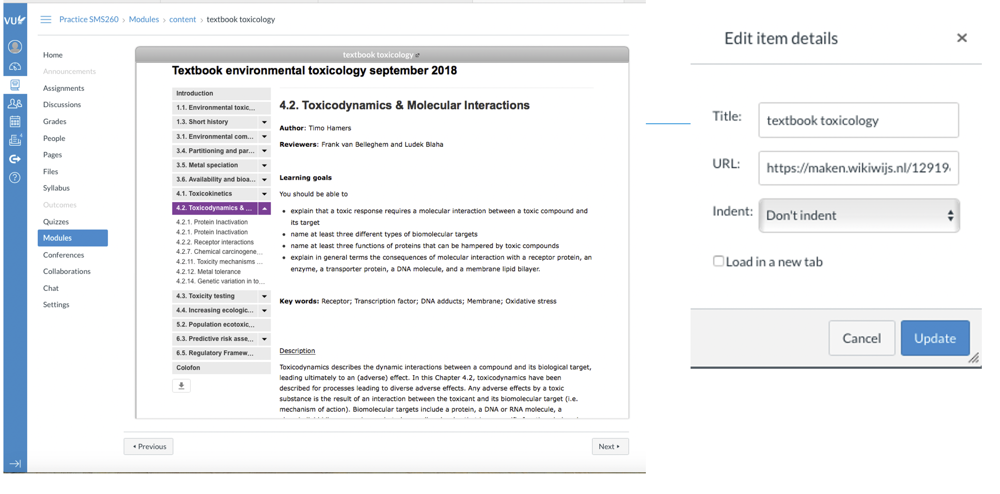 VU
Practice SMS260 › Modules › content › textbook toxicology
Home
Announcements
Assignments
Discussions
Grades
People
Pages
Files
Syllabus
Outcomes
Quizzes
Modules
Conferences
Collaborations
Chat
Settings
4
textbook toxicology
Textbook environmental toxicology september 2018
Introduction
1.1. Environmental toxic...
1.3. Short history
3.1. Environmental com...
3.4. Partitioning and par...
3.5. Metal speciation
3.6. Availability and bioa...
4.1. Toxicokinetics
4.2. Toxicodynamics & ...
4.2.1. Protein Inactivation
4.2.1. Protein Inactivation
4.2.2. Receptor interactions
4.2.7. Chemical carcinogene...
4.2.11. Toxicity mechanisms ...
4.2.12. Metal tolerance
4.2.14. Genetic variation in to...
4.3. Toxicity testing
4.4. Increasing ecologic...
5.2. Population ecotoxic...
6.3. Predictive risk asse...
6.5. Regulatory Framew...
Colofon
4.2. Toxicodynamics & Molecular Interactions
Author: Timo Hamers
Reviewers: Frank van Belleghem and Ludek Blaha
Learning goals
You should be able to
• explain that a toxic response requires a molecular interaction between a toxic compound and
its target
• name at least three different types of biomolecular targets
• name at least three functions of proteins that can be hampered by toxic compounds
• explain in general terms the consequences of molecular interaction with a receptor protein, an
enzyme, a transporter protein, a DNA molecule, and a membrane lipid bilayer.
Key words: Receptor; Transcription factor; DNA adducts; Membrane; Oxidative stress
Description
Toxicodynamics describes the dynamic interactions between a compound and its biological target,
leading ultimately to an (adverse) effect. In this Chapter 4.2, toxicodynamics have been
described for processes leading to diverse adverse effects. Any adverse effects by a toxic
substance is the result of an interaction between the toxicant and its biomolecular target (i.e.
mechanism of action). Biomolecular targets include a protein, a DNA or RNA molecule, a
Previous
Next
Edit item details
Title: textbook toxicology
URL: https://maken.wikiwijs.nl/12919
Indent: Don't indent
Load in a new tab
Cancel
Update